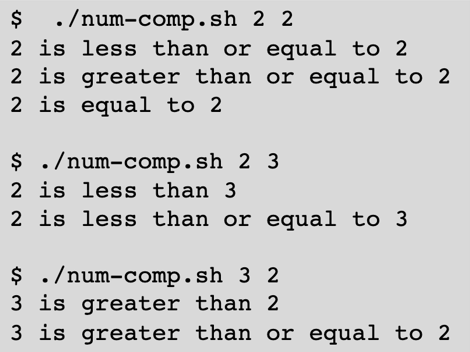 $  ./num-comp.sh 2 2
2 is less than or equal to 2
2 is greater than or equal to 2
2 is equal to 2

$ ./num-comp.sh 2 3
2 is less than 3
2 is less than or equal to 3

$ ./num-comp.sh 3 2
3 is greater than 2
3 is greater than or equal to 2